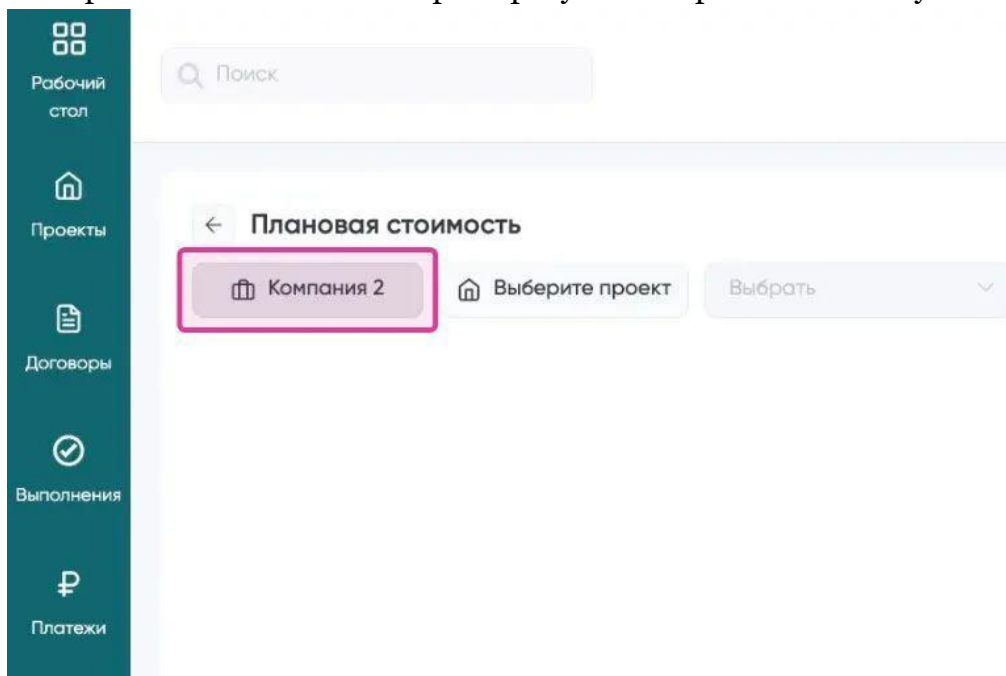 Рабочий
стол
Поиск
Проекты
Плановая стоимость
Компания 2
Выберите проект
Выбрать
Договоры
Выполнения
Платежи